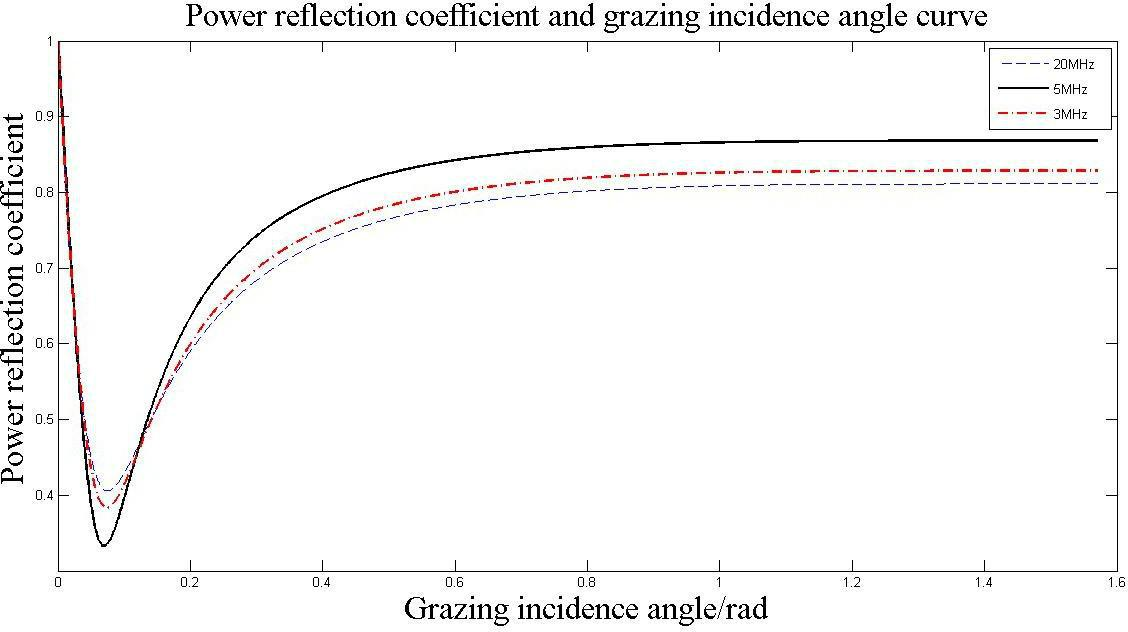 Power reflection coefficient and grazing incidence angle curve
Power reflection coefficient
1
0.9
0.8
0.7
0.6
0.5
0.4
20MHz
5MHz
3MHz
0 0.2 0.4 0.6 0.8 1 1.2 1.4 1.6
Grazing incidence angle/rad